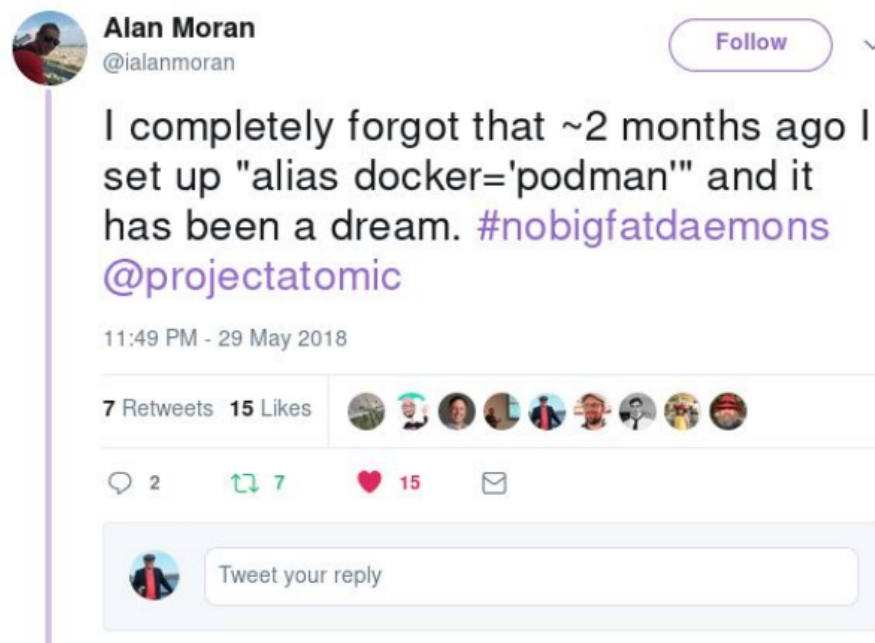 Alan Moran
@ialanmoran
Follow
I completely forgot that ~2 months ago I
set up "alias docker='podman'" and it
has been a dream. #nobigfatdaemons
@projectatomic
11:49 PM - 29 May 2018
7 Retweets 15 Likes
2 7 15
Tweet your reply